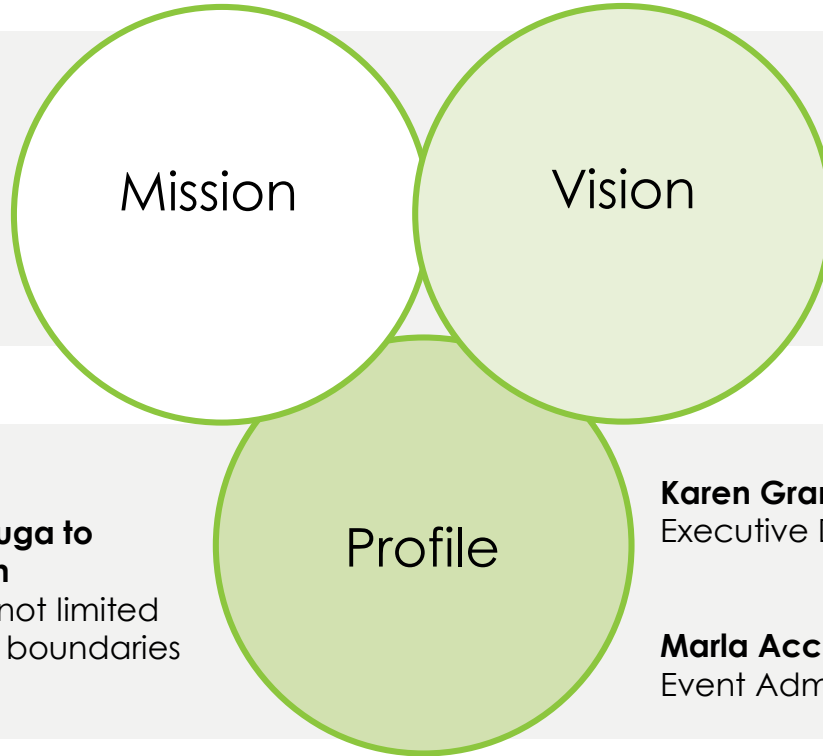 Mission
Vision
Profile
uga to
not limited
boundaries
Karen Gra
Executive
Marla Acc
Event Adm